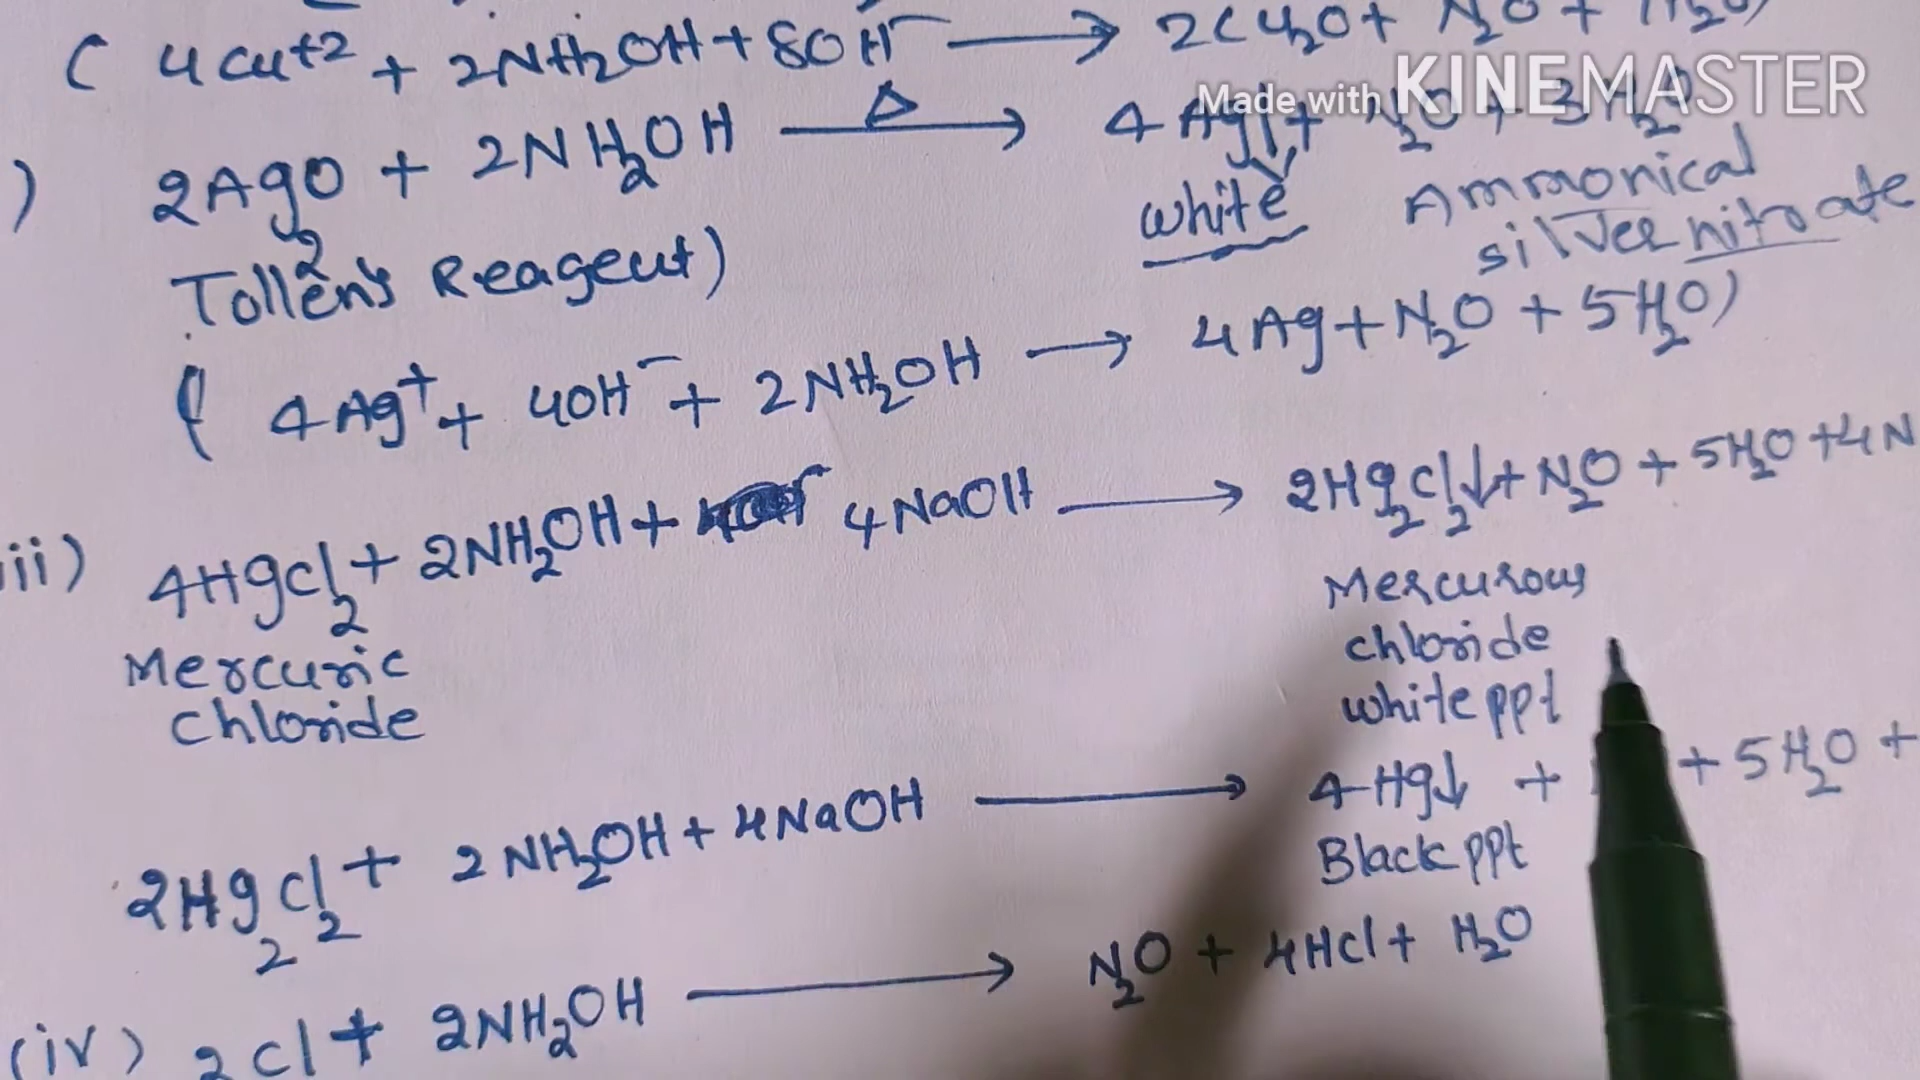 ( 4Cu+2 + 2NH2OH + 8OH- → 2Cu2O + N2O +
Made with KINEMASTER
) 2Ag2O + 2NH2OH →Δ 4Ag↓ + N2O + 3H2O
white Ammonical
silver nitrate
Tollen's Reagent)
( 4Ag+ + 4OH- + 2NH2OH → 4Ag + N2O + 5H2O)
iii) 4HgCl2 + 2NH2OH + 4NaOH → 2Hg2Cl2↓ + N2O + 5H2O + 4N
Mercuric
chloride
Mercurous
chloride
white ppt
2Hg2Cl2 + 2NH2OH + 4NaOH → 4Hg↓ + + 5H2O +
Black ppt
(iv) 2Cl + 2NH2OH → N2O + 4HCl + H2O